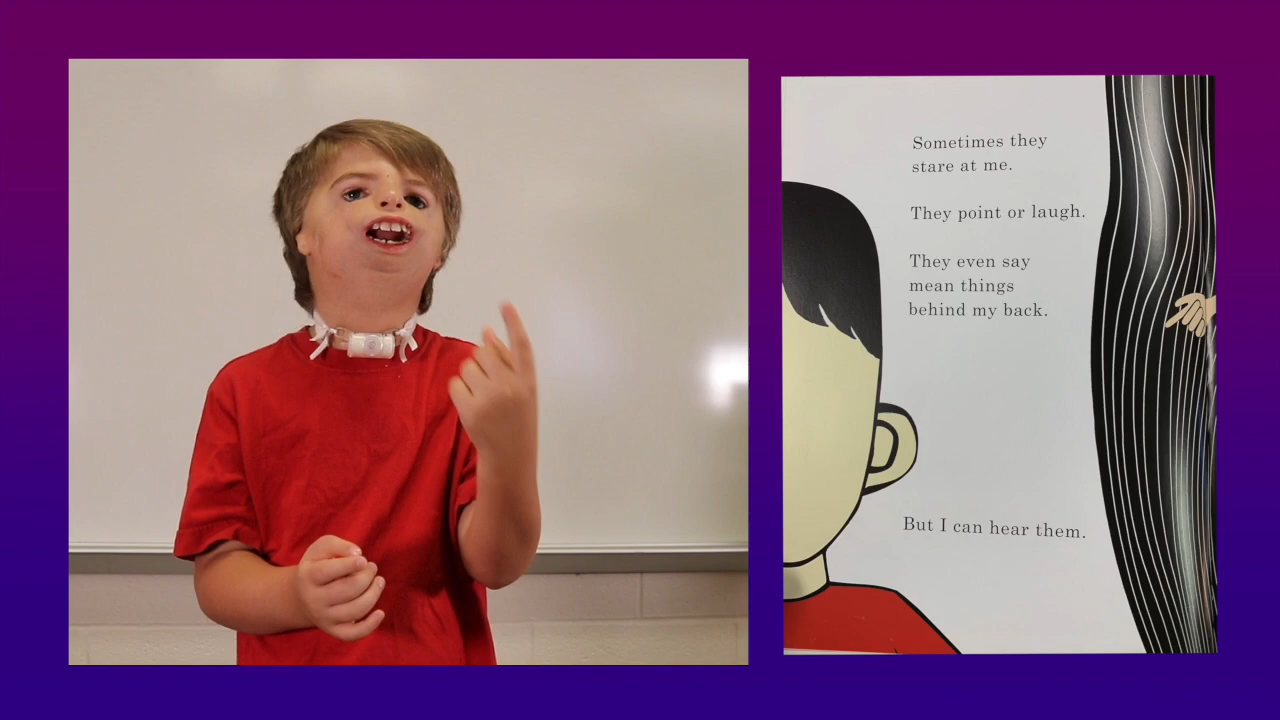 Sometimes they
stare at me.
They point or laugh.
They even say
mean things
behind my back.
But I can hear them.